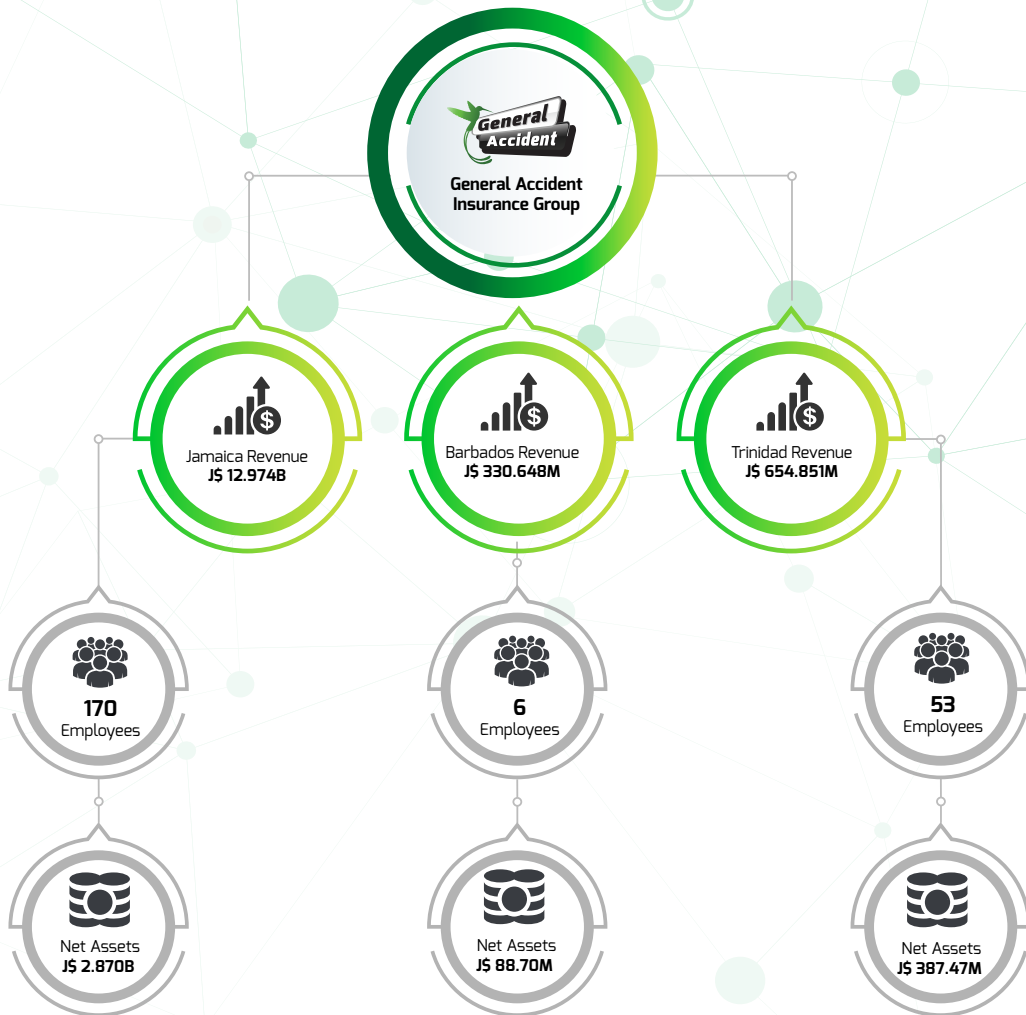 General
Accident
General Accident
Insurance Group
Jamaica Revenue
J$ 12.974B
Barbados Revenue
J$ 330.648M
Trinidad Revenue
J$ 654.851M
170
Employees
6
Employees
53
Employees
Net Assets
J$ 2.870B
Net Assets
J$ 88.70M
Net Assets
J$ 387.47M